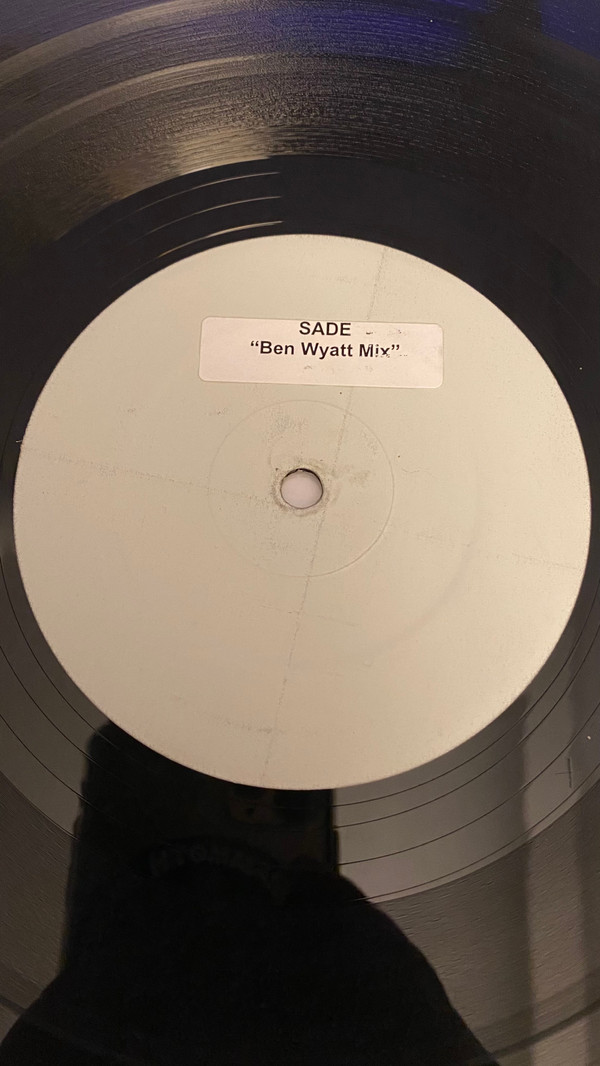 SADE
“Ben Wyatt Mix”